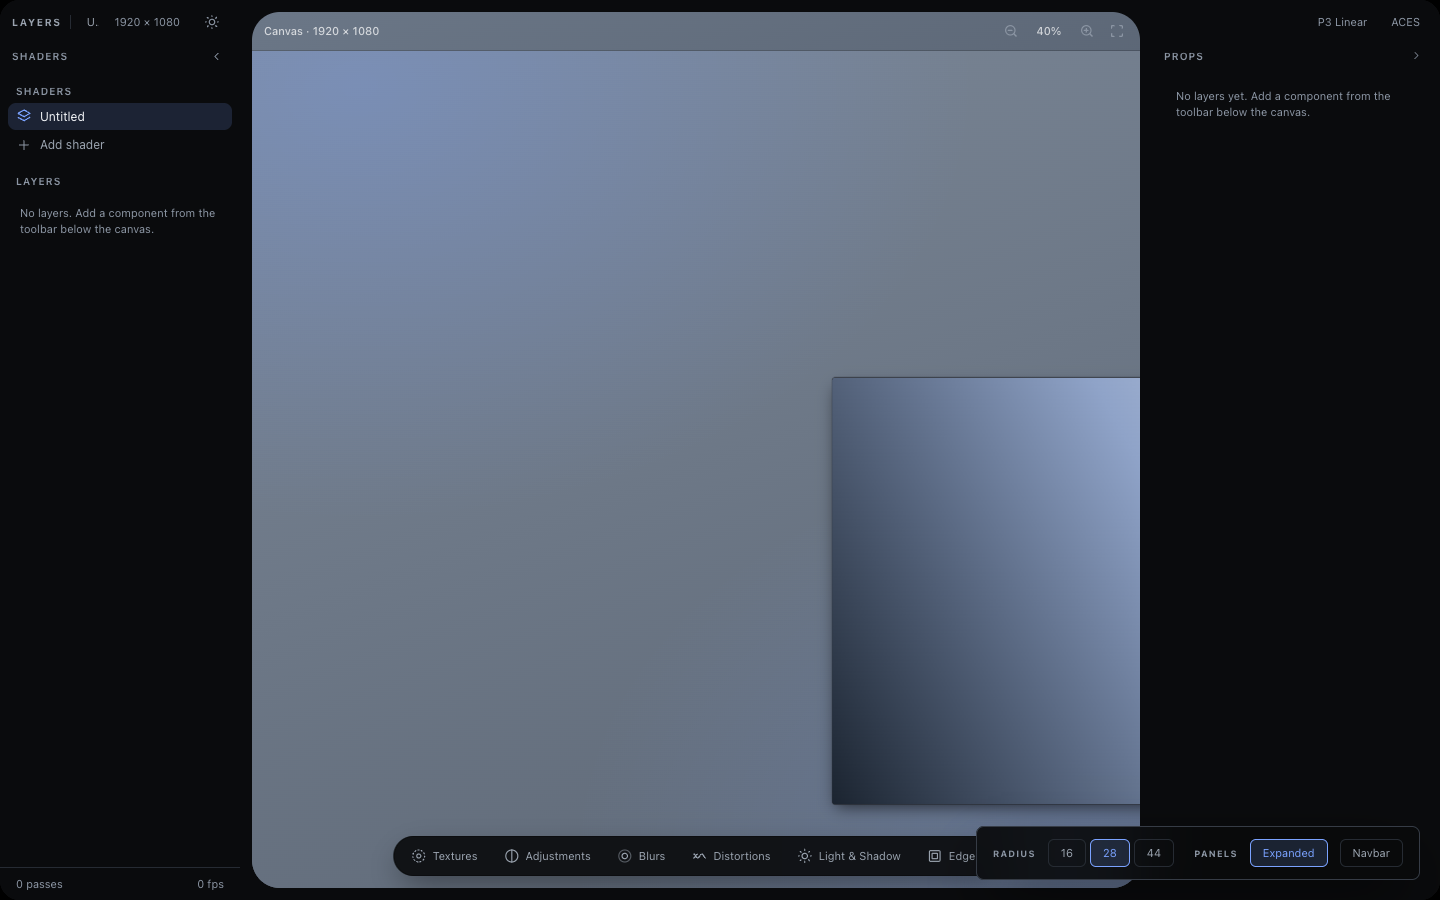 LAYERS U. 1920 × 1080
SHADERS
SHADERS
Untitled
Add shader
LAYERS
No layers. Add a component from the
toolbar below the canvas.
0 passes 0 fps
Canvas · 1920 × 1080 40%
Textures Adjustments Blurs Distortions Light & Shadow Edge
P3 Linear ACES
PROPS
No layers yet. Add a component from the
toolbar below the canvas.
RADIUS 16 28 44 PANELS Expanded Navbar